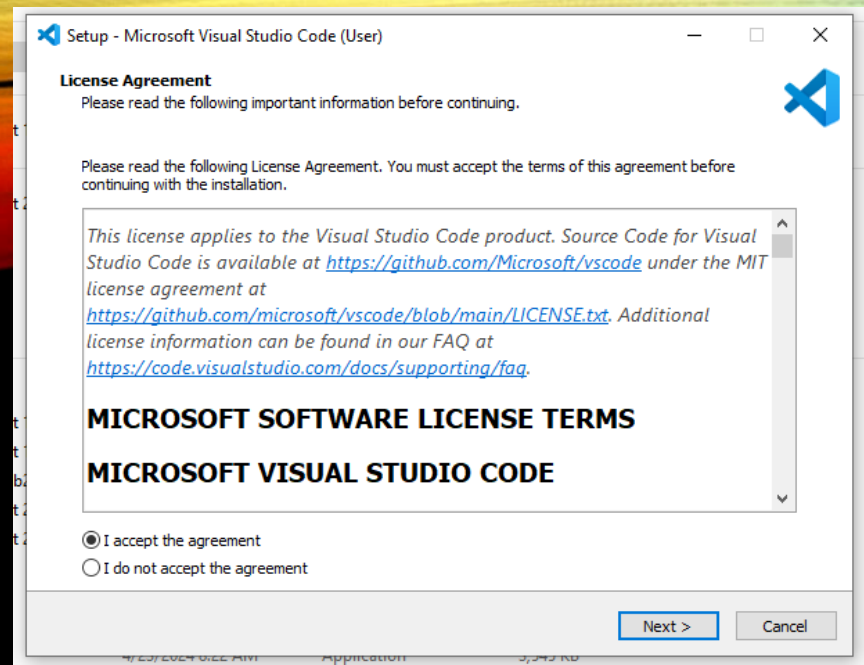 Setup - Microsoft Visual Studio Code (User)
License Agreement
Please read the following important information before continuing.
Please read the following License Agreement. You must accept the terms of this agreement before
continuing with the installation.
This license applies to the Visual Studio Code product. Source Code for Visual
Studio Code is available at https://github.com/Microsoft/vscode under the MIT
license agreement at
https://github.com/microsoft/vscode/blob/main/LICENSE.txt. Additional
license information can be found in our FAQ at
https://code.visualstudio.com/docs/supporting/faq.
MICROSOFT SOFTWARE LICENSE TERMS
MICROSOFT VISUAL STUDIO CODE
I accept the agreement
I do not accept the agreement
Next >
Cancel